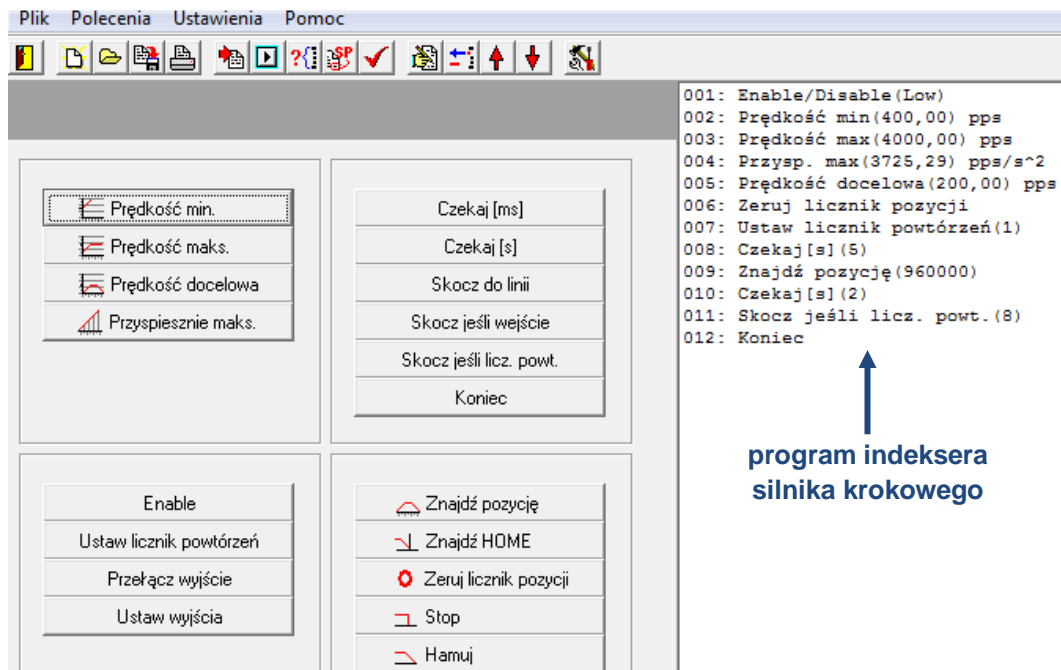 Plik Polecenia Ustawienia Pomoc
Prędkość min.
Prędkość maks.
Prędkość docelowa
Przyspiesznie maks.
Czekaj [ms]
Czekaj [s]
Skocz do linii
Skocz jeśli wejście
Skocz jeśli licz. powt.
Koniec
Enable
Ustaw licznik powtórzeń
Przełącz wyjście
Ustaw wyjścia
Znajdź pozycję
Znajdź HOME
Zeruj licznik pozycji
Stop
Hamuj
001: Enable/Disable(Low)
002: Prędkość min(400,00) pps
003: Prędkość max(4000,00) pps
004: Przysp. max(3725,29) pps/s^2
005: Prędkość docelowa(200,00) pps
006: Zeruj licznik pozycji
007: Ustaw licznik powtórzeń(1)
008: Czekaj[s](5)
009: Znajdź pozycję(960000)
010: Czekaj[s](2)
011: Skocz jeśli licz. powt.(8)
012: Koniec
program indeksera
silnika krokowego